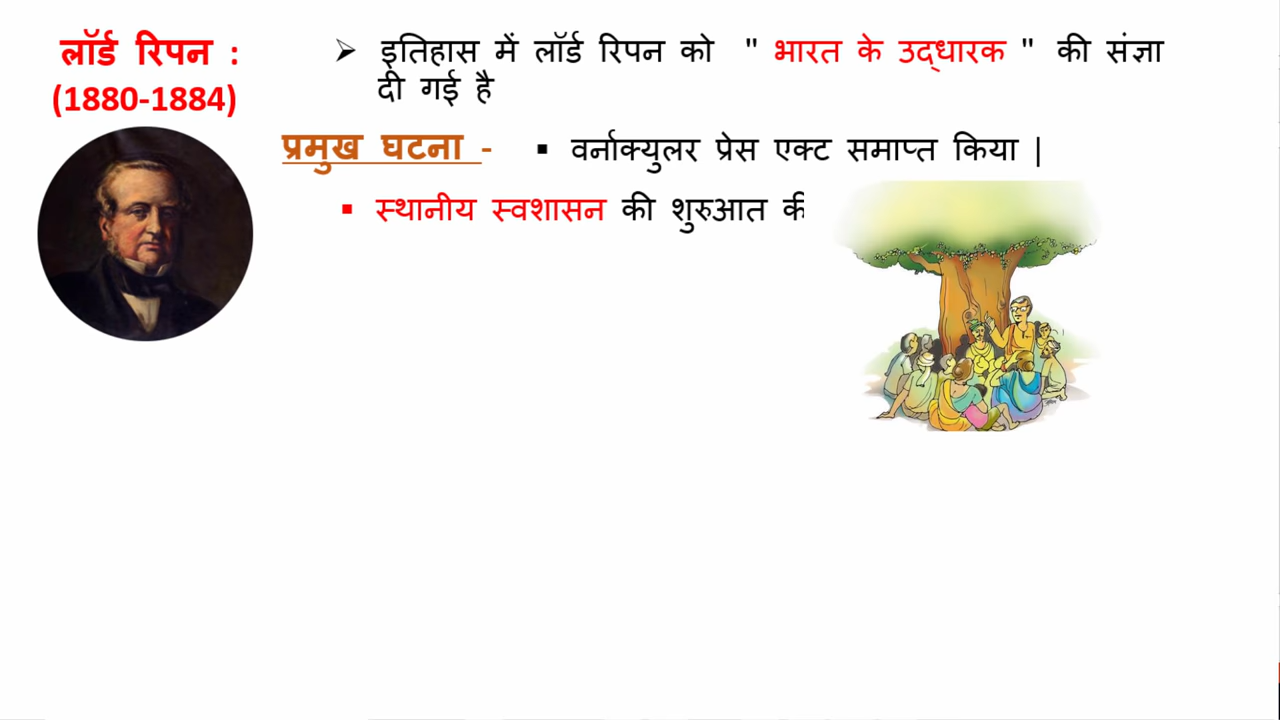 लॉर्ड रिपन :
(1880-1884)
➢ इतिहास में लॉर्ड रिपन को " भारत के उद्धारक " की संज्ञा
दी गई है
प्रमुख घटना - ▪ वर्नाक्युलर प्रेस एक्ट समाप्त किया |
▪ स्थानीय स्वशासन की शुरुआत की